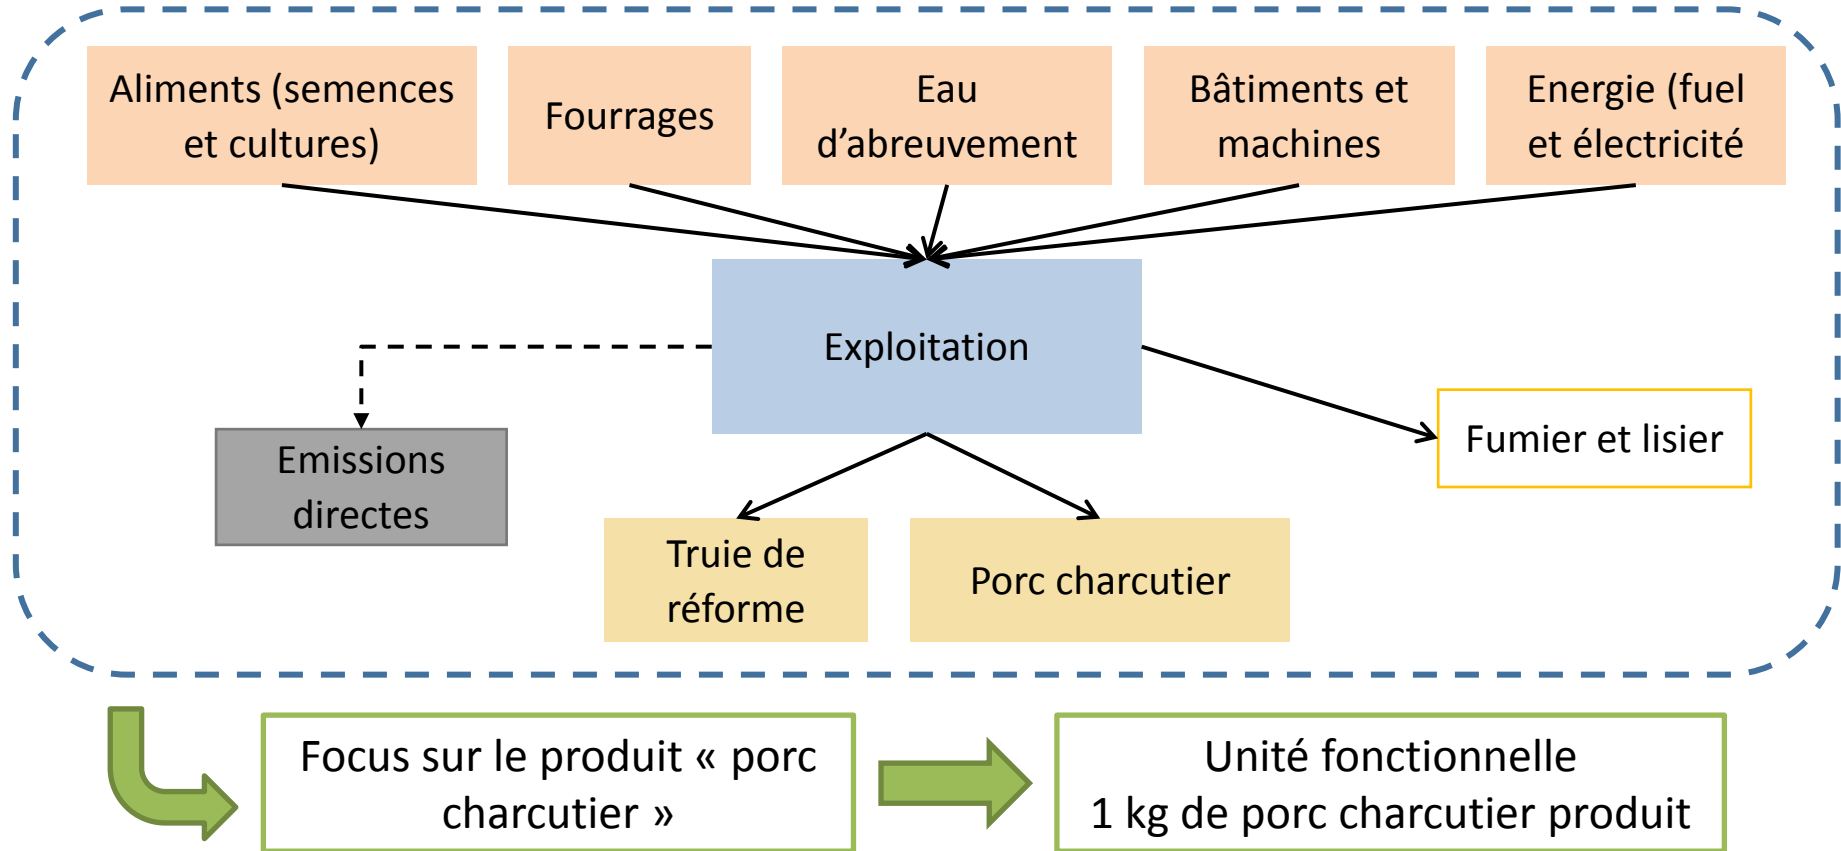 Aliments (semences
et cultures)
Fourrages
Eau
d’abreuvement
Bâtiments et
machines
Energie (fuel
et électricité
Exploitation
Emissions
directes
Fumier et lisier
Truie de
réforme
Porc charcutier
Focus sur le produit « porc
charcutier »
Unité fonctionnelle
1 kg de porc charcutier produit